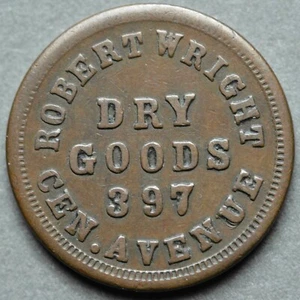 ROBERT WRIGHT
DRY
GOODS
397
CEN. AVENUE